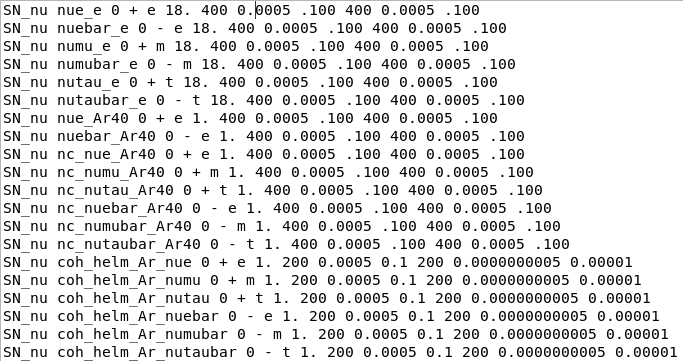 SN_nu nue_e 0 + e 18. 400 0.0005 .100 400 0.0005 .100
SN_nu nuebar_e 0 - e 18. 400 0.0005 .100 400 0.0005 .100
SN_nu numu_e 0 + m 18. 400 0.0005 .100 400 0.0005 .100
SN_nu numubar_e 0 - m 18. 400 0.0005 .100 400 0.0005 .100
SN_nu nutau_e 0 + t 18. 400 0.0005 .100 400 0.0005 .100
SN_nu nutaubar_e 0 - t 18. 400 0.0005 .100 400 0.0005 .100
SN_nu nue_Ar40 0 + e 1. 400 0.0005 .100 400 0.0005 .100
SN_nu nuebar_Ar40 0 - e 1. 400 0.0005 .100 400 0.0005 .100
SN_nu nc_nue_Ar40 0 + e 1. 400 0.0005 .100 400 0.0005 .100
SN_nu nc_numu_Ar40 0 + m 1. 400 0.0005 .100 400 0.0005 .100
SN_nu nc_nutau_Ar40 0 + t 1. 400 0.0005 .100 400 0.0005 .100
SN_nu nc_nuebar_Ar40 0 - e 1. 400 0.0005 .100 400 0.0005 .100
SN_nu nc_numubar_Ar40 0 - m 1. 400 0.0005 .100 400 0.0005 .100
SN_nu nc_nutaubar_Ar40 0 - t 1. 400 0.0005 .100 400 0.0005 .100
SN_nu coh_helm_Ar_nue 0 + e 1. 200 0.0005 0.1 200 0.0000000005 0.00001
SN_nu coh_helm_Ar_numu 0 + m 1. 200 0.0005 0.1 200 0.0000000005 0.00001
SN_nu coh_helm_Ar_nutau 0 + t 1. 200 0.0005 0.1 200 0.0000000005 0.00001
SN_nu coh_helm_Ar_nuebar 0 - e 1. 200 0.0005 0.1 200 0.0000000005 0.00001
SN_nu coh_helm_Ar_numubar 0 - m 1. 200 0.0005 0.1 200 0.0000000005 0.00001
SN_nu coh_helm_Ar_nutaubar 0 - t 1. 200 0.0005 0.1 200 0.0000000005 0.00001